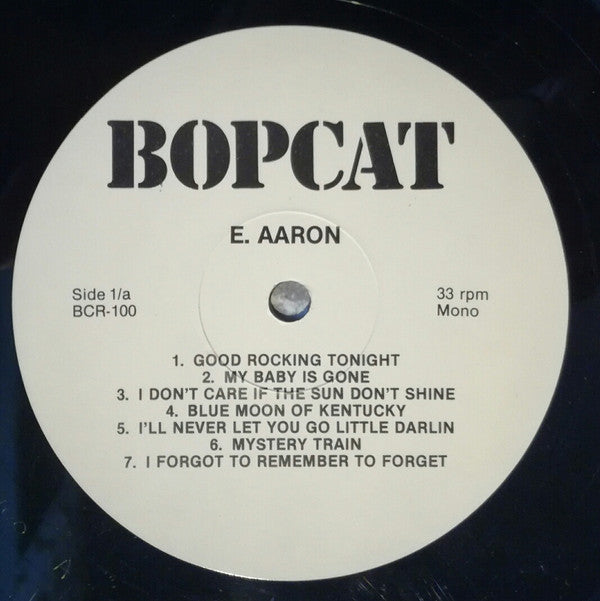 BOPCAT
E. AARON
Side 1/a
BCR-100
33 rpm
Mono
1. GOOD ROCKING TONIGHT
2. MY BABY IS GONE
3. I DON'T CARE IF THE SUN DON'T SHINE
4. BLUE MOON OF KENTUCKY
5. I'LL NEVER LET YOU GO LITTLE DARLIN
6. MYSTERY TRAIN
7. I FORGOT TO REMEMBER TO FORGET